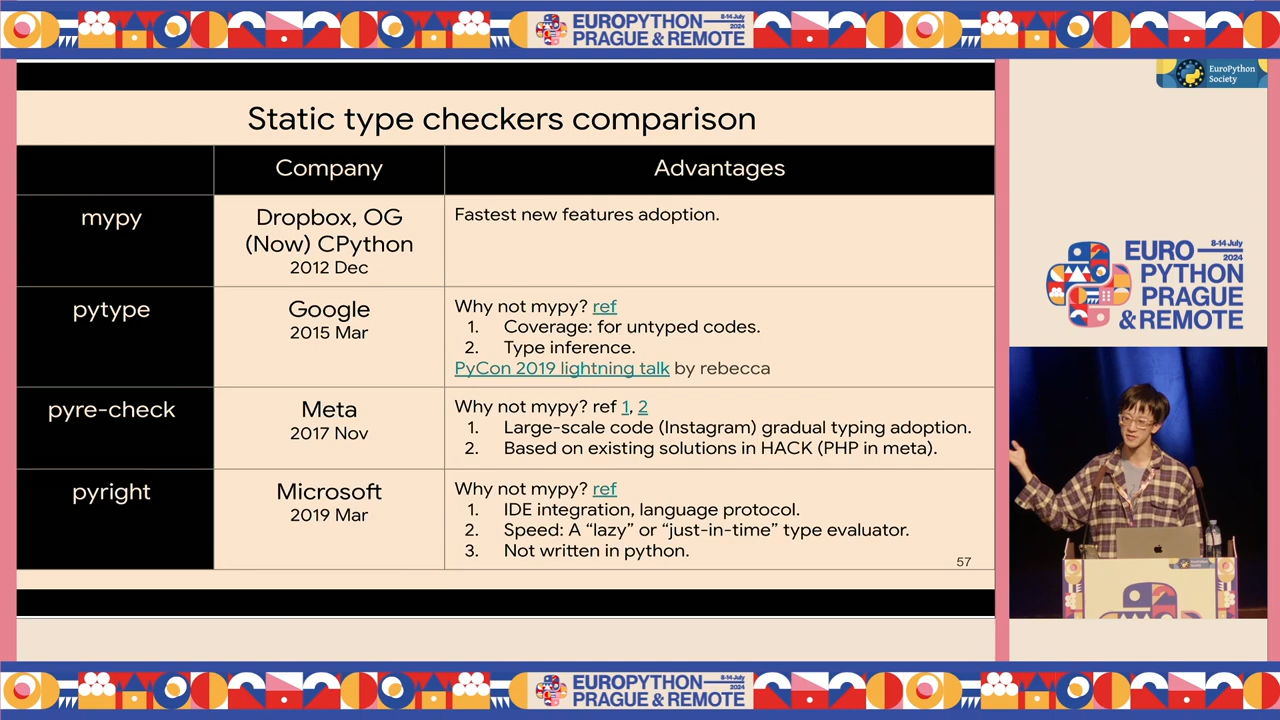 EUROPYTHON
8-14 July
2024
PRAGUE & REMOTE
EuroPython
Society
Static type checkers comparison
Company
Advantages
mypy
Dropbox, OG
(Now) CPython
2012 Dec
Fastest new features adoption.
pytype
Google
2015 Mar
Why not mypy? ref
1. Coverage: for untyped codes.
2. Type inference.
PyCon 2019 lightning talk by rebecca
pyre-check
Meta
2017 Nov
Why not mypy? ref 1, 2
1. Large-scale code (Instagram) gradual typing adoption.
2. Based on existing solutions in HACK (PHP in meta).
pyright
Microsoft
2019 Mar
Why not mypy? ref
1. IDE integration, language protocol.
2. Speed: A “lazy” or “just-in-time” type evaluator.
3. Not written in python.
57
EURO
8-14 July
2024
PYTHON
PRAGUE
& REMOTE
EUROPYTHON
8-14 July
2024
PRAGUE & REMOTE